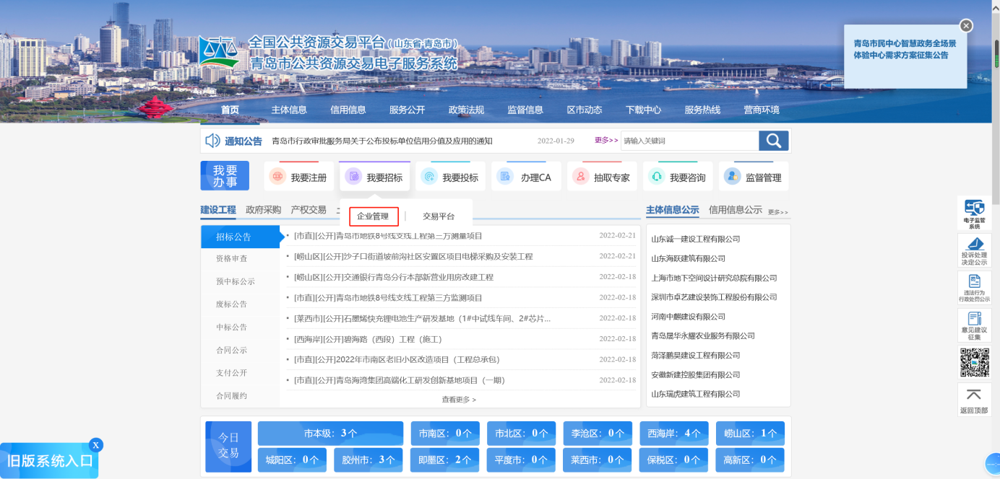 全国公共资源交易平台（山东省·青岛市）
青岛市公共资源交易电子服务系统
青岛市民中心智慧政务全场景
体验中心需求方案征集公告
首页 主体信息 信用信息 服务公开 政策法规 监督信息 区市动态 下载中心 服务热线 营商环境
通知公告 青岛市行政审批服务局关于公布投标单位信用分值及应用的通知 2022-01-29 更多>> 请输入关键词
我要
办事
我要注册 我要招标 我要投标 办理CA 抽取专家 我要咨询 监督管理
企业管理 | 交易平台
建设工程 政府采购 产权交易
主体信息公示 信用信息公示 更多>>
招标公告
资格审查
预中标公示
废标公告
中标公告
合同公示
支付公开
合同履约
[市直][公开]青岛市地铁8号线支线工程第三方测量项目 2022-02-21
[崂山区][公开]沙子口街道坡前沟社区安置区项目电梯采购及安装工程 2022-02-21
[崂山区][公开]交通银行青岛分行本部新营业用房改建工程 2022-02-18
[市直][公开]青岛市地铁8号线支线工程第三方监测项目 2022-02-18
[莱西市][公开]石墨烯快充锂电池生产研发基地（1#中试线车间、2#芯片... 2022-02-18
[西海岸][公开]碧海路（西段）工程（施工） 2022-02-18
[市直][公开]2022年市南区老旧小区改造项目（工程总承包） 2022-02-18
[市直][公开]青岛海湾集团高端化工研发创新基地项目（一期） 2022-02-18
查看更多 >
山东诚一建设工程有限公司
山东海跃建筑有限公司
上海市地下空间设计研究总院有限公司
深圳市卓艺建设装饰工程股份有限公司
河南中麒建设有限公司
青岛晟华永耀农业服务有限公司
菏泽鹏昊建设工程有限公司
安徽新建控股集团有限公司
山东瑞虎建筑工程有限公司
电子监管
系统
投诉处理
决定公示
违法行为
行政处罚公示
意见建议
征集
返回顶部
今日
交易
市本级：3个 市南区：0个 市北区：0个 李沧区：0个 西海岸：4个 崂山区：1个
城阳区：0个 胶州市：3个 即墨区：2个 平度市：0个 莱西市：0个 保税区：0个 高新区：0个
旧版系统入口
X